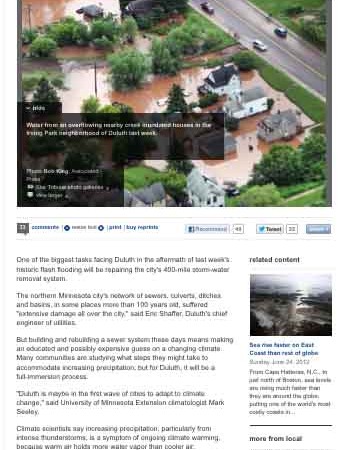 hide
Water from an overflowing nearby creek inundated houses in the
Irving Park neighborhood of Duluth last week.
Photo Bob King, Associated
Press
Star Tribune photo galleries
view larger
33 comments | resize text | print | buy reprints
Recommend
Tweet
One of the biggest tasks facing Duluth in the aftermath of last week's
historic flash flooding will be repairing the city's 400-mile storm-water
removal system.
The northern Minnesota city's network of sewers, culverts, ditches
and basins, in some places more than 100 years old, suffered
"extensive damage all over the city," said Eric Shaffer, Duluth's chief
engineer of utilities.
But building and rebuilding a sewer system these days means making
an educated and possibly expensive guess on a changing climate.
Many communities are studying what steps they might take to
accommodate increasing precipitation, but for Duluth, it will be a
full-immersion process.
"Duluth is maybe in the first wave of cities to adapt to climate
change," said University of Minnesota Extension climatologist Mark
Seeley.
Climate scientists say increasing precipitation, particularly from
intense thunderstorms, is a symptom of ongoing climate warming,
because warm air holds more water vapor than cooler air.
related content
Sea rise faster on East
Coast than rest of globe
Sunday June 24, 2012
From Cape Hatteras, N.C., to
just north of Boston, sea levels
are rising much faster than
they are around the globe,
putting one of the world's most
costly coasts in...
more from local